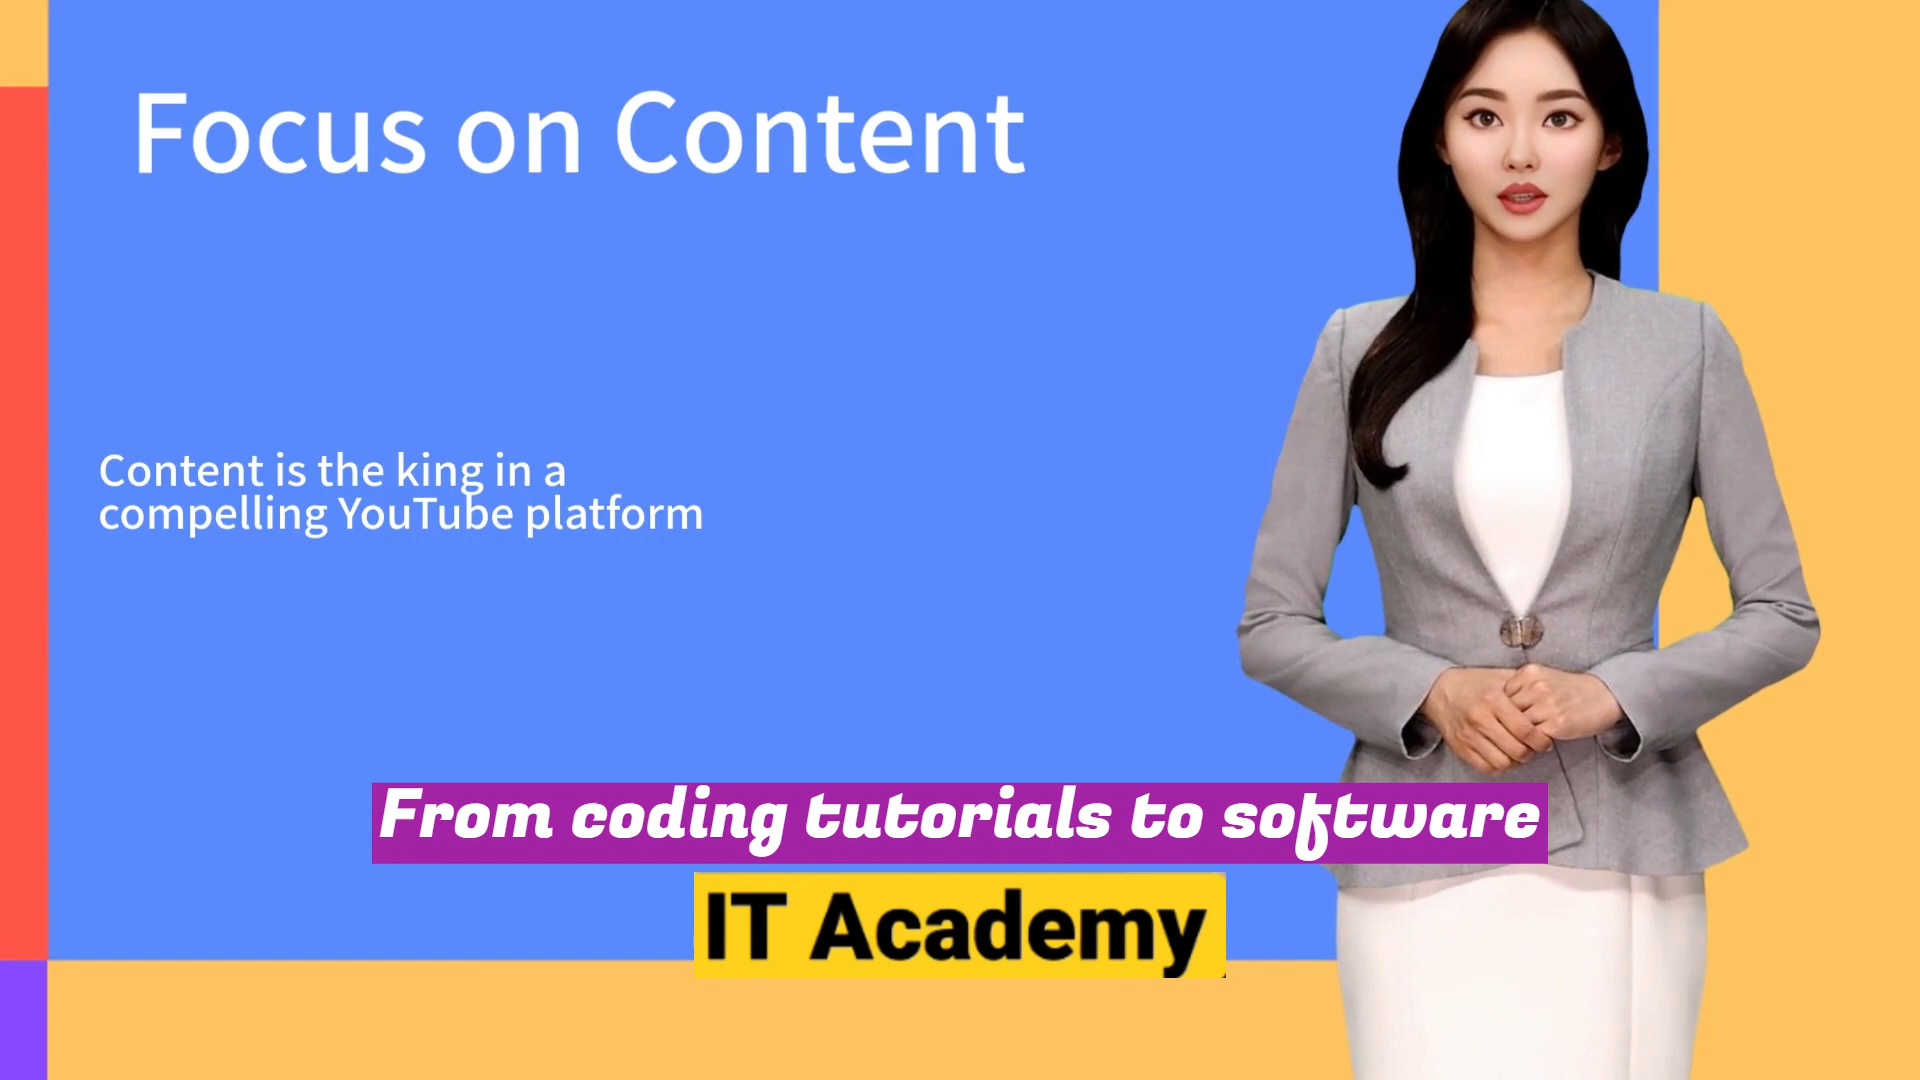 Focus on Content
Content is the king in a
compelling YouTube platform
From coding tutorials to software
IT Academy